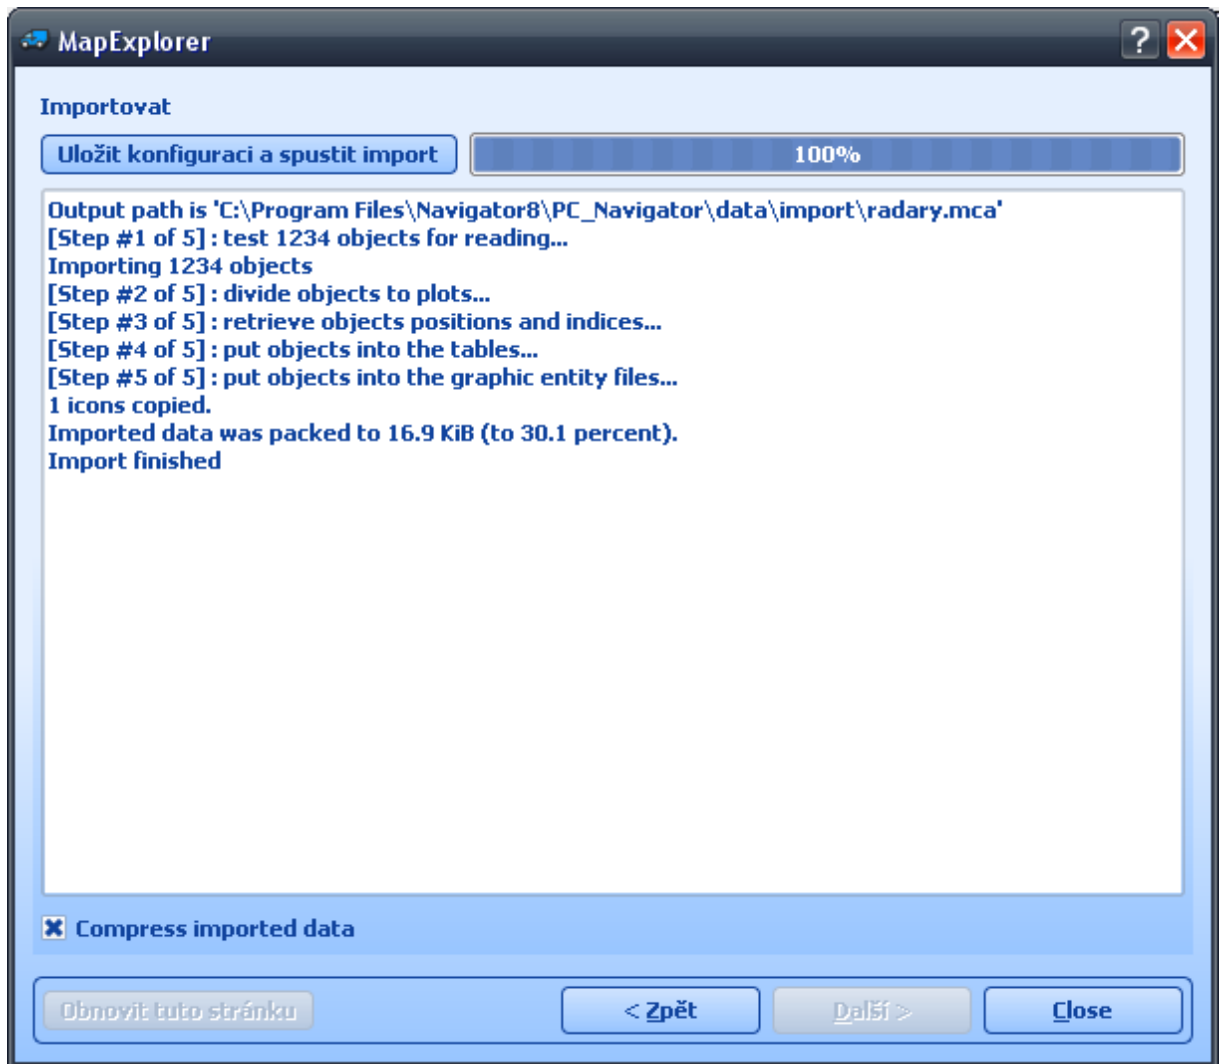 MapExplorer
Importovat
Uložit konfiguraci a spustit import
100%
Output path is 'C:\Program Files\Navigator8\PC_Navigator\data\import\radary.mca'
[Step #1 of 5] : test 1234 objects for reading...
Importing 1234 objects
[Step #2 of 5] : divide objects to plots...
[Step #3 of 5] : retrieve objects positions and indices...
[Step #4 of 5] : put objects into the tables...
[Step #5 of 5] : put objects into the graphic entity files...
1 icons copied.
Imported data was packed to 16.9 KiB (to 30.1 percent).
Import finished
Compress imported data
Obnovit tuto stránku
< Zpět
Další >
Close